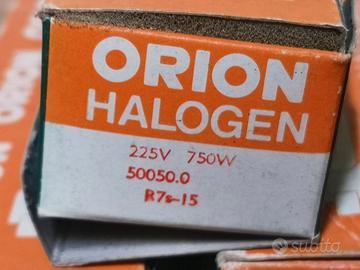 ORION
HALOGEN
225V 750W
50050.0
R7s-15
subito